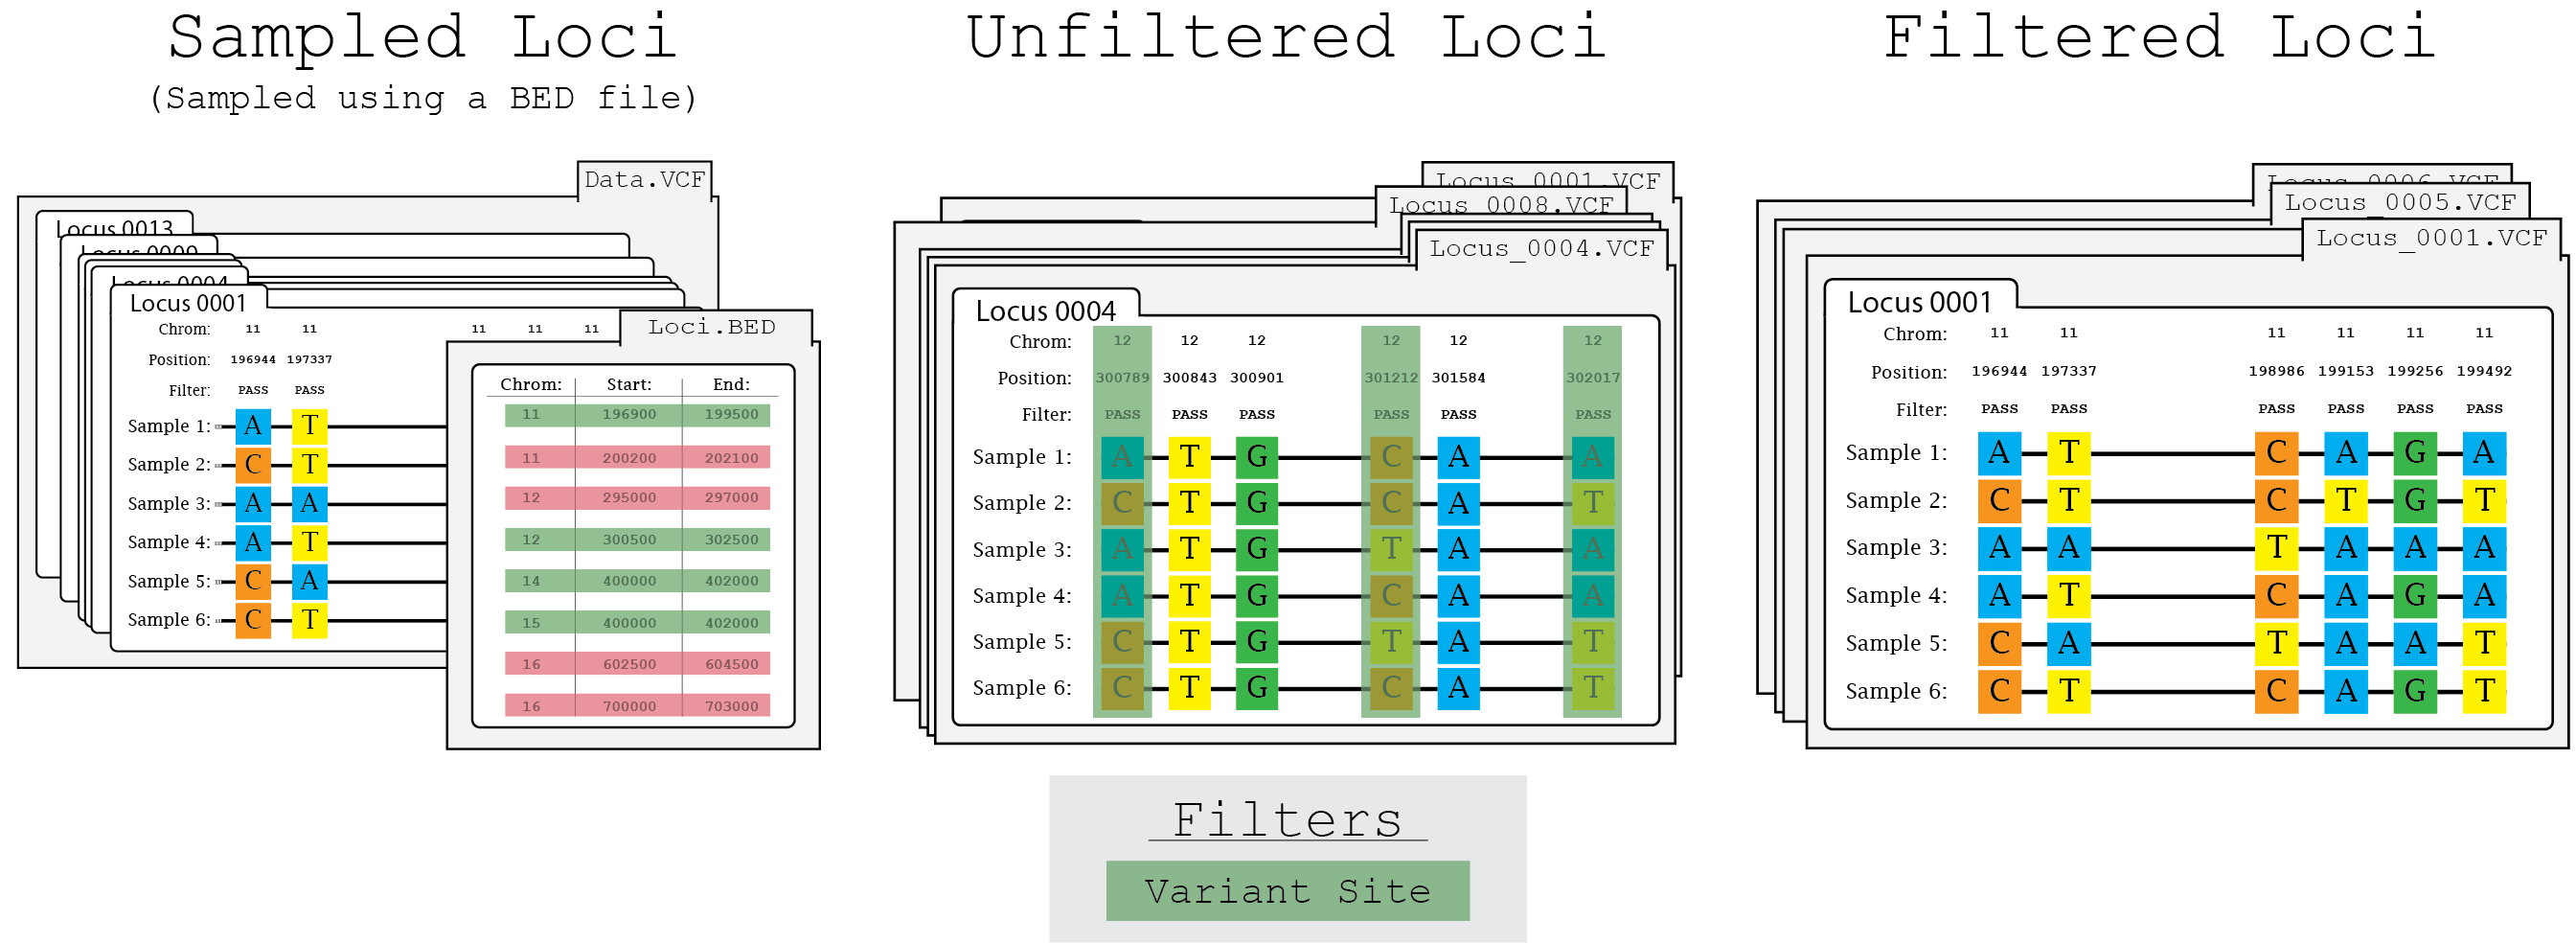 Sampled Loci
(Sampled using a BED file)
Data.VCF
Locus 0013
Locus 0009
Locus 0004
Locus 0001
Chrom: 11 11 11 11 11
Position: 196944 197337
Filter: PASS PASS
Sample 1: A T
Sample 2: C T
Sample 3: A A
Sample 4: A T
Sample 5: C A
Sample 6: C T
Loci.BED
Chrom: Start: End:
11 196900 199500
11 200200 202100
12 295000 297000
12 300500 302500
14 400000 402000
15 400000 402000
16 602500 604500
16 700000 703000
Unfiltered Loci
Locus_0001.VCF
Locus_0008.VCF
Locus_0004.VCF
Locus 0004
Chrom: 12 12 12 12 12 12
Position: 300789 300843 300901 301212 301584 302017
Filter: PASS PASS PASS PASS PASS PASS
Sample 1: A T G C A A
Sample 2: C T G C A T
Sample 3: A T G T A A
Sample 4: A T G C A A
Sample 5: C T G T A T
Sample 6: C T G C A T
Filters
Variant Site
Filtered Loci
Locus_0006.VCF
Locus_0005.VCF
Locus_0001.VCF
Locus 0001
Chrom: 11 11 11 11 11 11
Position: 196944 197337 198986 199153 199256 199492
Filter: PASS PASS PASS PASS PASS PASS
Sample 1: A T C A G A
Sample 2: C T C T G T
Sample 3: A A T A A A
Sample 4: A T C A G A
Sample 5: C A T A A T
Sample 6: C T C A G T